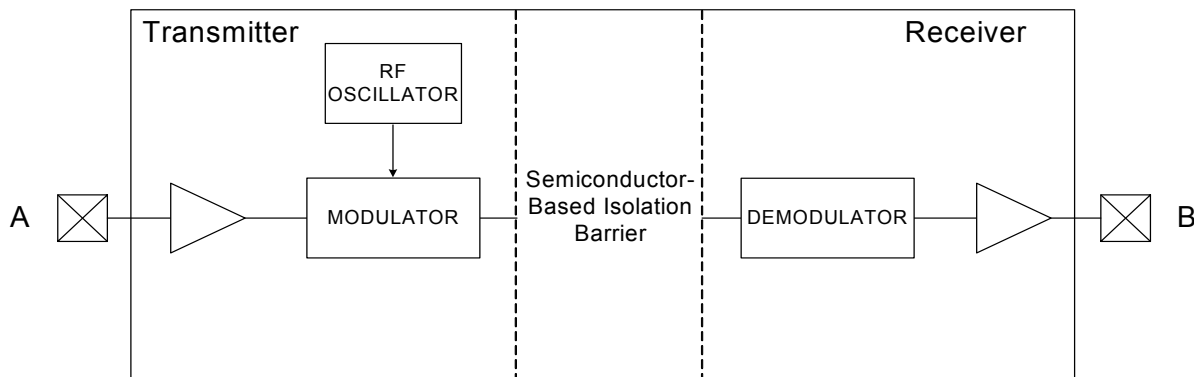 Transmitter
Receiver
RF
OSCILLATOR
A
MODULATOR
Semiconductor-
Based Isolation
Barrier
DEMODULATOR
B